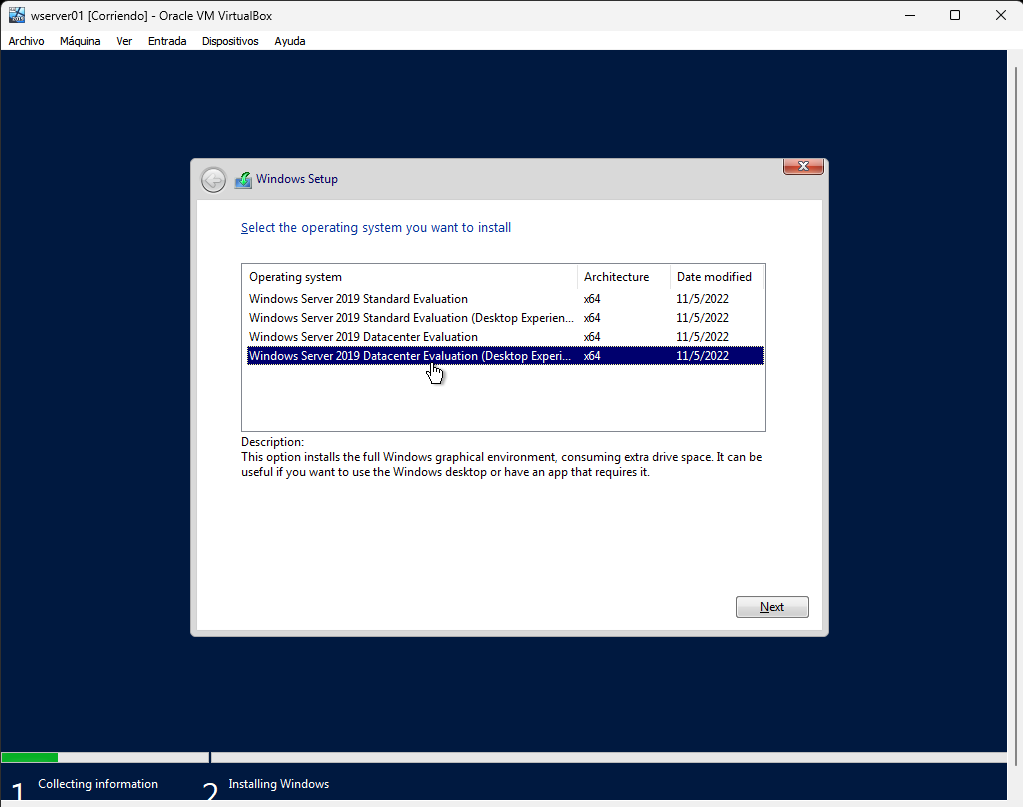 wserver01 [Corriendo] - Oracle VM VirtualBox
Archivo Máquina Ver Entrada Dispositivos Ayuda
Windows Setup
Select the operating system you want to install
Operating system Architecture Date modified
Windows Server 2019 Standard Evaluation x64 11/5/2022
Windows Server 2019 Standard Evaluation (Desktop Experien... x64 11/5/2022
Windows Server 2019 Datacenter Evaluation x64 11/5/2022
Windows Server 2019 Datacenter Evaluation (Desktop Experi... x64 11/5/2022
Description:
This option installs the full Windows graphical environment, consuming extra drive space. It can be
useful if you want to use the Windows desktop or have an app that requires it.
Next
1 Collecting information 2 Installing Windows